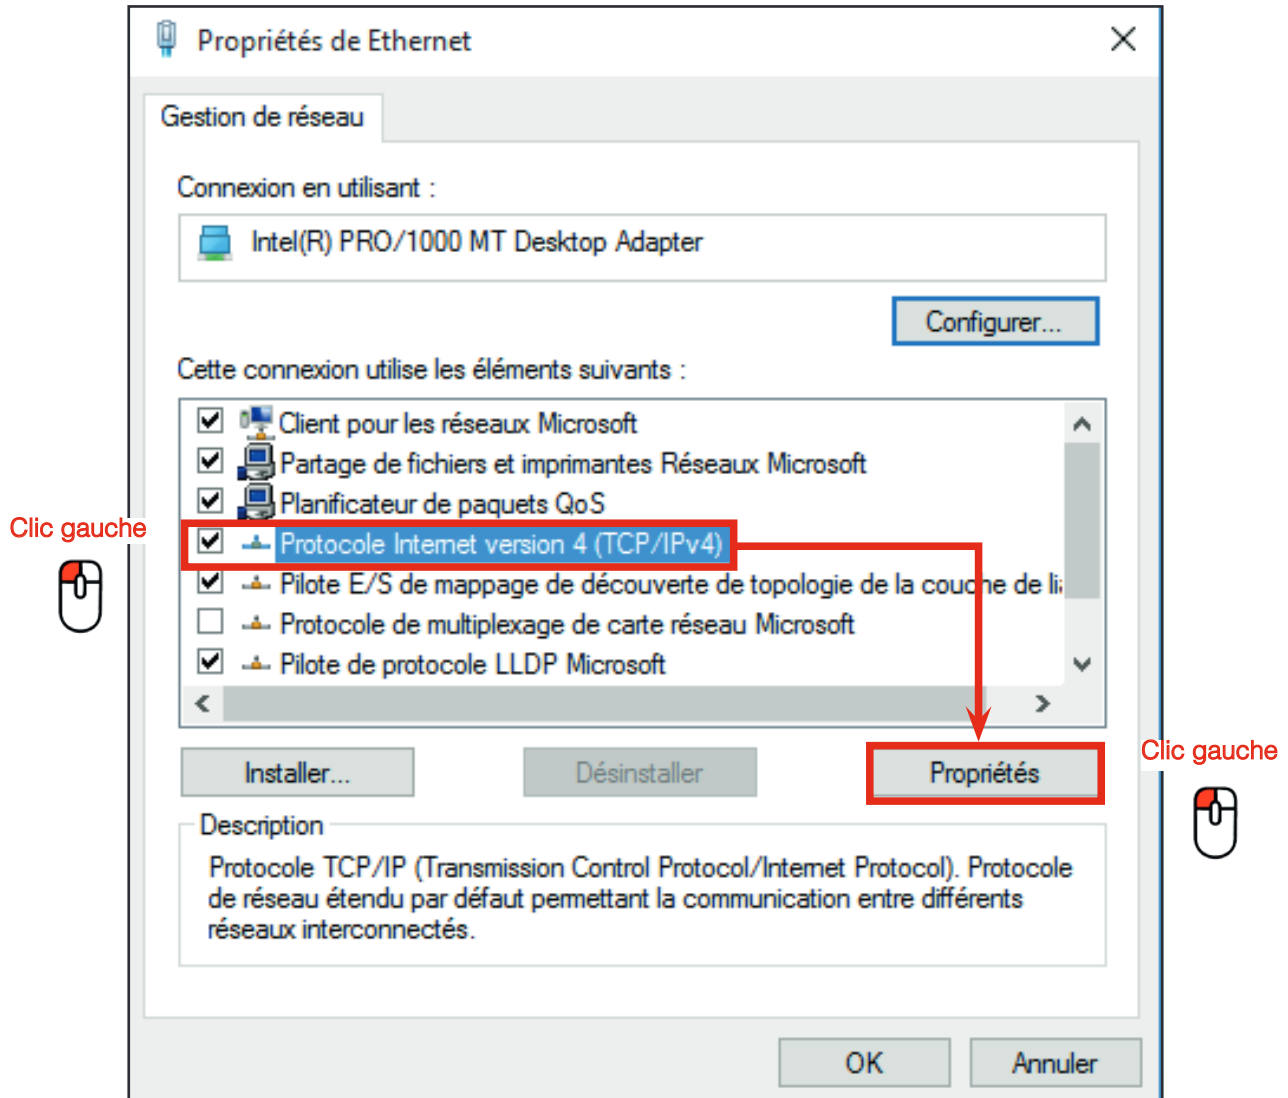 Propriétés de Ethernet
Gestion de réseau
Connexion en utilisant :
Intel(R) PRO/1000 MT Desktop Adapter
Configurer...
Cette connexion utilise les éléments suivants :
Client pour les réseaux Microsoft
Partage de fichiers et imprimantes Réseaux Microsoft
Planificateur de paquets QoS
Clic gauche
Protocole Internet version 4 (TCP/IPv4)
Pilote E/S de mappage de découverte de topologie de la couche de li
Protocole de multiplexage de carte réseau Microsoft
Pilote de protocole LLDP Microsoft
Clic gauche
Installer...
Désinstaller
Propriétés
Description
Protocole TCP/IP (Transmission Control Protocol/Internet Protocol). Protocole
de réseau étendu par défaut permettant la communication entre différents
réseaux interconnectés.
OK
Annuler